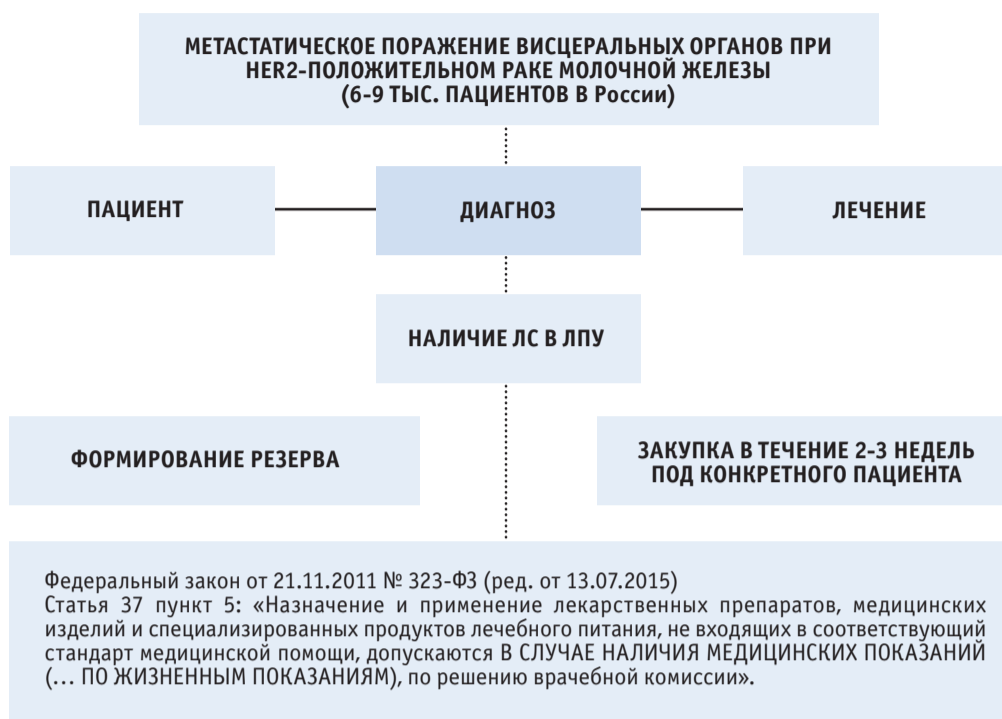 МЕТАСТАТИЧЕСКОЕ ПОРАЖЕНИЕ ВИСЦЕРАЛЬНЫХ ОРГАНОВ ПРИ
HER2-ПОЛОЖИТЕЛЬНОМ РАКЕ МОЛОЧНОЙ ЖЕЛЕЗЫ
(6-9 ТЫС. ПАЦИЕНТОВ В России)
ПАЦИЕНТ
ДИАГНОЗ
ЛЕЧЕНИЕ
НАЛИЧИЕ ЛС В ЛПУ
ФОРМИРОВАНИЕ РЕЗЕРВА
ЗАКУПКА В ТЕЧЕНИЕ 2-3 НЕДЕЛЬ
ПОД КОНКРЕТНОГО ПАЦИЕНТА
Федеральный закон от 21.11.2011 № 323-ФЗ (ред. от 13.07.2015)
Статья 37 пункт 5: «Назначение и применение лекарственных препаратов, медицинских
изделий и специализированных продуктов лечебного питания, не входящих в соответствующий
стандарт медицинской помощи, допускаются В СЛУЧАЕ НАЛИЧИЯ МЕДИЦИНСКИХ ПОКАЗАНИЙ
(... ПО ЖИЗНЕННЫМ ПОКАЗАНИЯМ), по решению врачебной комиссии».